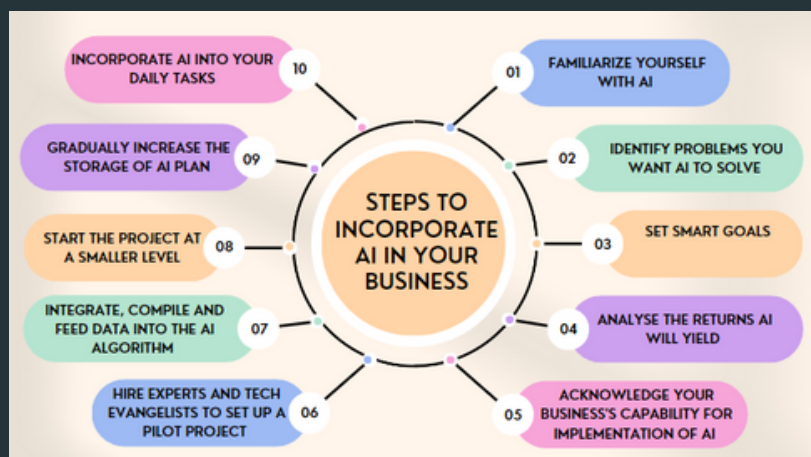 STEPS TO
INCORPORATE
AI IN YOUR
BUSINESS
01
FAMILIARIZE YOURSELF
WITH AI
02
IDENTIFY PROBLEMS YOU
WANT AI TO SOLVE
03
SET SMART GOALS
04
ANALYSE THE RETURNS AI
WILL YIELD
05
ACKNOWLEDGE YOUR
BUSINESS'S CAPABILITY FOR
IMPLEMENTATION OF AI
06
HIRE EXPERTS AND TECH
EVANGELISTS TO SET UP A
PILOT PROJECT
07
INTEGRATE, COMPILE AND
FEED DATA INTO THE AI
ALGORITHM
08
START THE PROJECT AT
A SMALLER LEVEL
09
GRADUALLY INCREASE THE
STORAGE OF AI PLAN
10
INCORPORATE AI INTO YOUR
DAILY TASKS